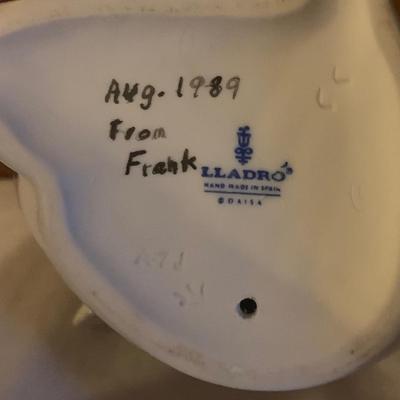 Aug. 1989
From
Frank
LLADRÓ
HAND MADE IN SPAIN
© DAISA